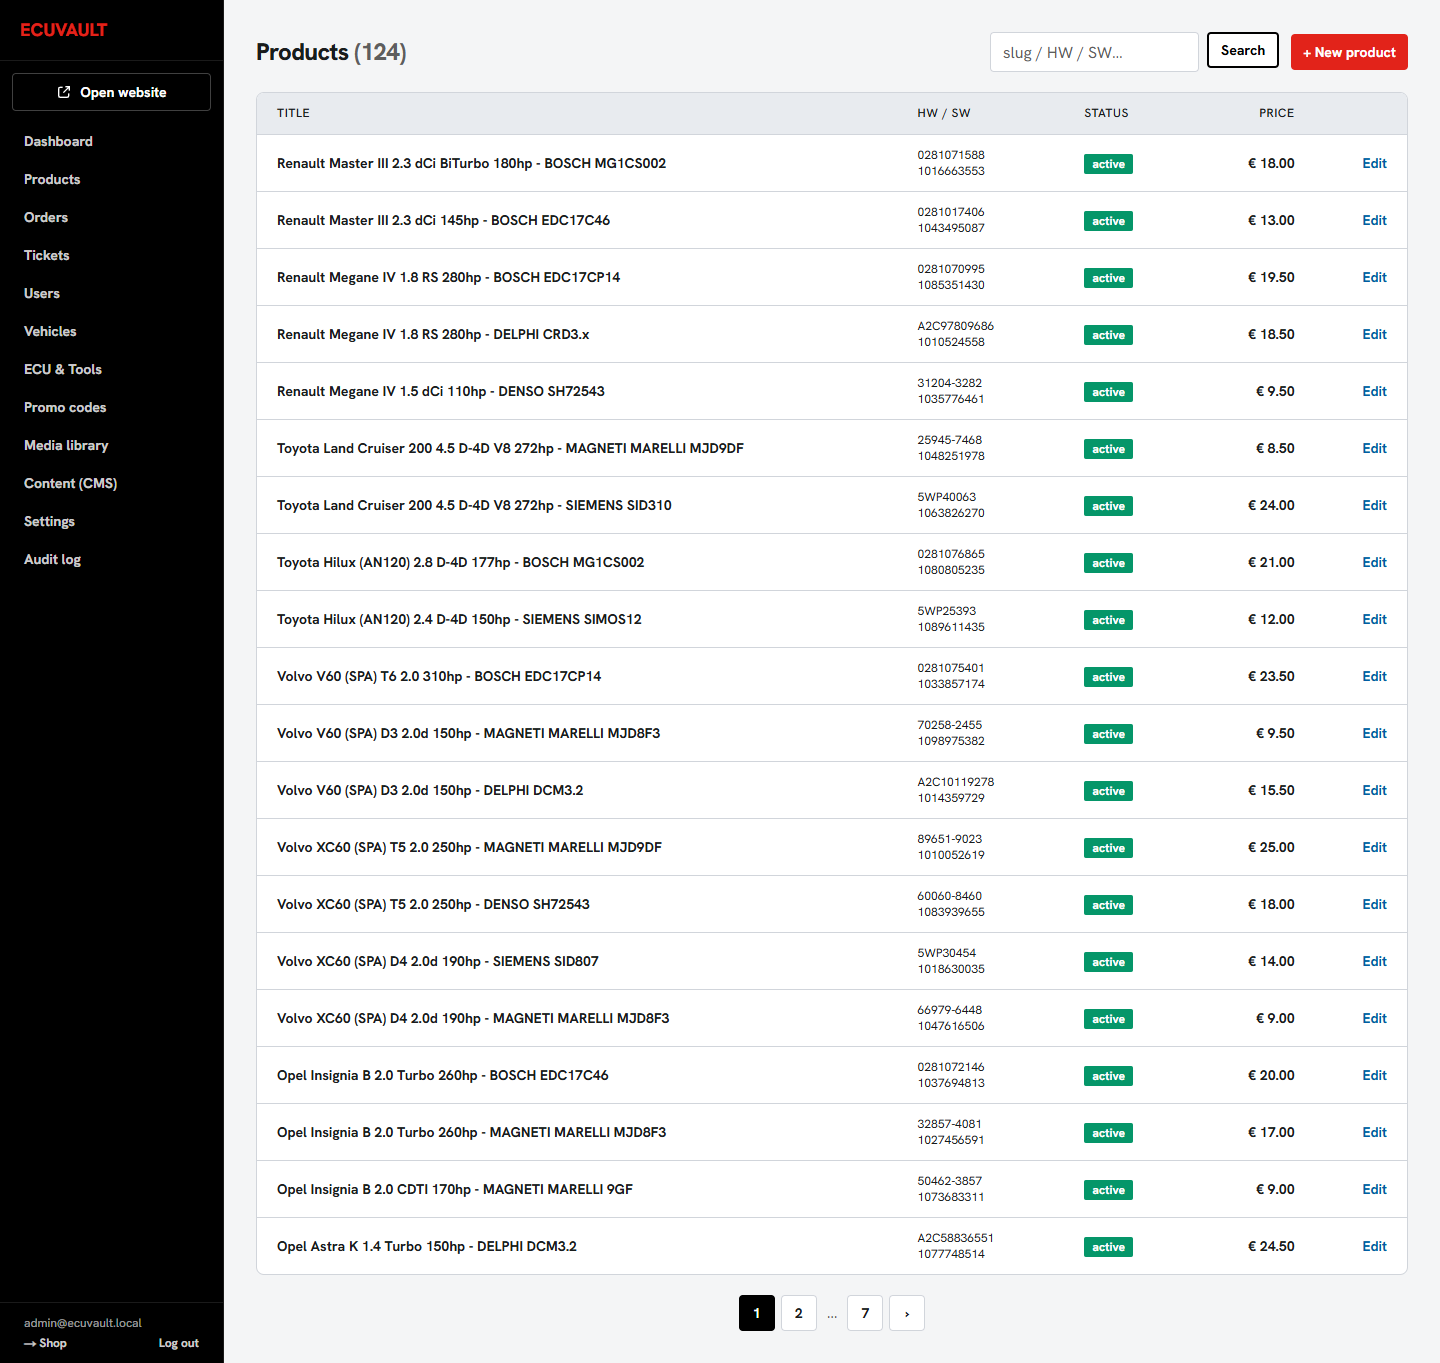 ECUVAULT
Open website
Dashboard
Products
Orders
Tickets
Users
Vehicles
ECU & Tools
Promo codes
Media library
Content (CMS)
Settings
Audit log
admin@ecuvault.local
→ Shop Log out
Products (124)
slug / HW / SW...
Search
+ New product
TITLE HW / SW STATUS PRICE
Renault Master III 2.3 dCi BiTurbo 180hp - BOSCH MG1CS002 0281071588 active € 18.00 Edit
1016663553
Renault Master III 2.3 dCi 145hp - BOSCH EDC17C46 0281017406 active € 13.00 Edit
1043495087
Renault Megane IV 1.8 RS 280hp - BOSCH EDC17CP14 0281070995 active € 19.50 Edit
1085351430
Renault Megane IV 1.8 RS 280hp - DELPHI CRD3.x A2C97809686 active € 18.50 Edit
1010524558
Renault Megane IV 1.5 dCi 110hp - DENSO SH72543 31204-3282 active € 9.50 Edit
1035776461
Toyota Land Cruiser 200 4.5 D-4D V8 272hp - MAGNETI MARELLI MJD9DF 25945-7468 active € 8.50 Edit
1048251978
Toyota Land Cruiser 200 4.5 D-4D V8 272hp - SIEMENS SID310 5WP40063 active € 24.00 Edit
1063826270
Toyota Hilux (AN120) 2.8 D-4D 177hp - BOSCH MG1CS002 0281076865 active € 21.00 Edit
1080805235
Toyota Hilux (AN120) 2.4 D-4D 150hp - SIEMENS SIMOS12 5WP25393 active € 12.00 Edit
1089611435
Volvo V60 (SPA) T6 2.0 310hp - BOSCH EDC17CP14 0281075401 active € 23.50 Edit
1033857174
Volvo V60 (SPA) D3 2.0d 150hp - MAGNETI MARELLI MJD8F3 70258-2455 active € 9.50 Edit
1098975382
Volvo V60 (SPA) D3 2.0d 150hp - DELPHI DCM3.2 A2C10119278 active € 15.50 Edit
1014359729
Volvo XC60 (SPA) T5 2.0 250hp - MAGNETI MARELLI MJD9DF 89651-9023 active € 25.00 Edit
1010052619
Volvo XC60 (SPA) T5 2.0 250hp - DENSO SH72543 60060-8460 active € 18.00 Edit
1083939655
Volvo XC60 (SPA) D4 2.0d 190hp - SIEMENS SID807 5WP30454 active € 14.00 Edit
1018630035
Volvo XC60 (SPA) D4 2.0d 190hp - MAGNETI MARELLI MJD8F3 66979-6448 active € 9.00 Edit
1047616506
Opel Insignia B 2.0 Turbo 260hp - BOSCH EDC17C46 0281072146 active € 20.00 Edit
1037694813
Opel Insignia B 2.0 Turbo 260hp - MAGNETI MARELLI MJD8F3 32857-4081 active € 17.00 Edit
1027456591
Opel Insignia B 2.0 CDTI 170hp - MAGNETI MARELLI 9GF 50462-3857 active € 9.00 Edit
1073683311
Opel Astra K 1.4 Turbo 150hp - DELPHI DCM3.2 A2C58836551 active € 24.50 Edit
1077748514
1 2 ... 7 ›